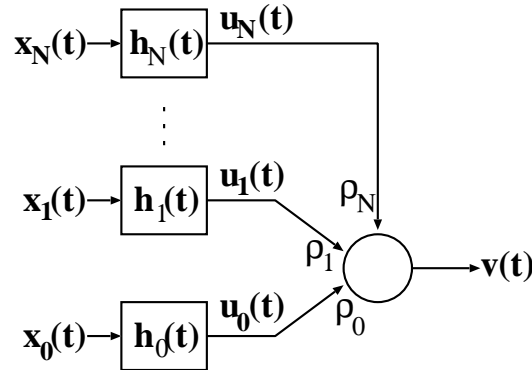 x_N(t) h_N(t) u_N(t)
x_1(t) h_1(t) u_1(t)
ρ_N
ρ_1
v(t)
ρ_0
x_0(t) h_0(t) u_0(t)